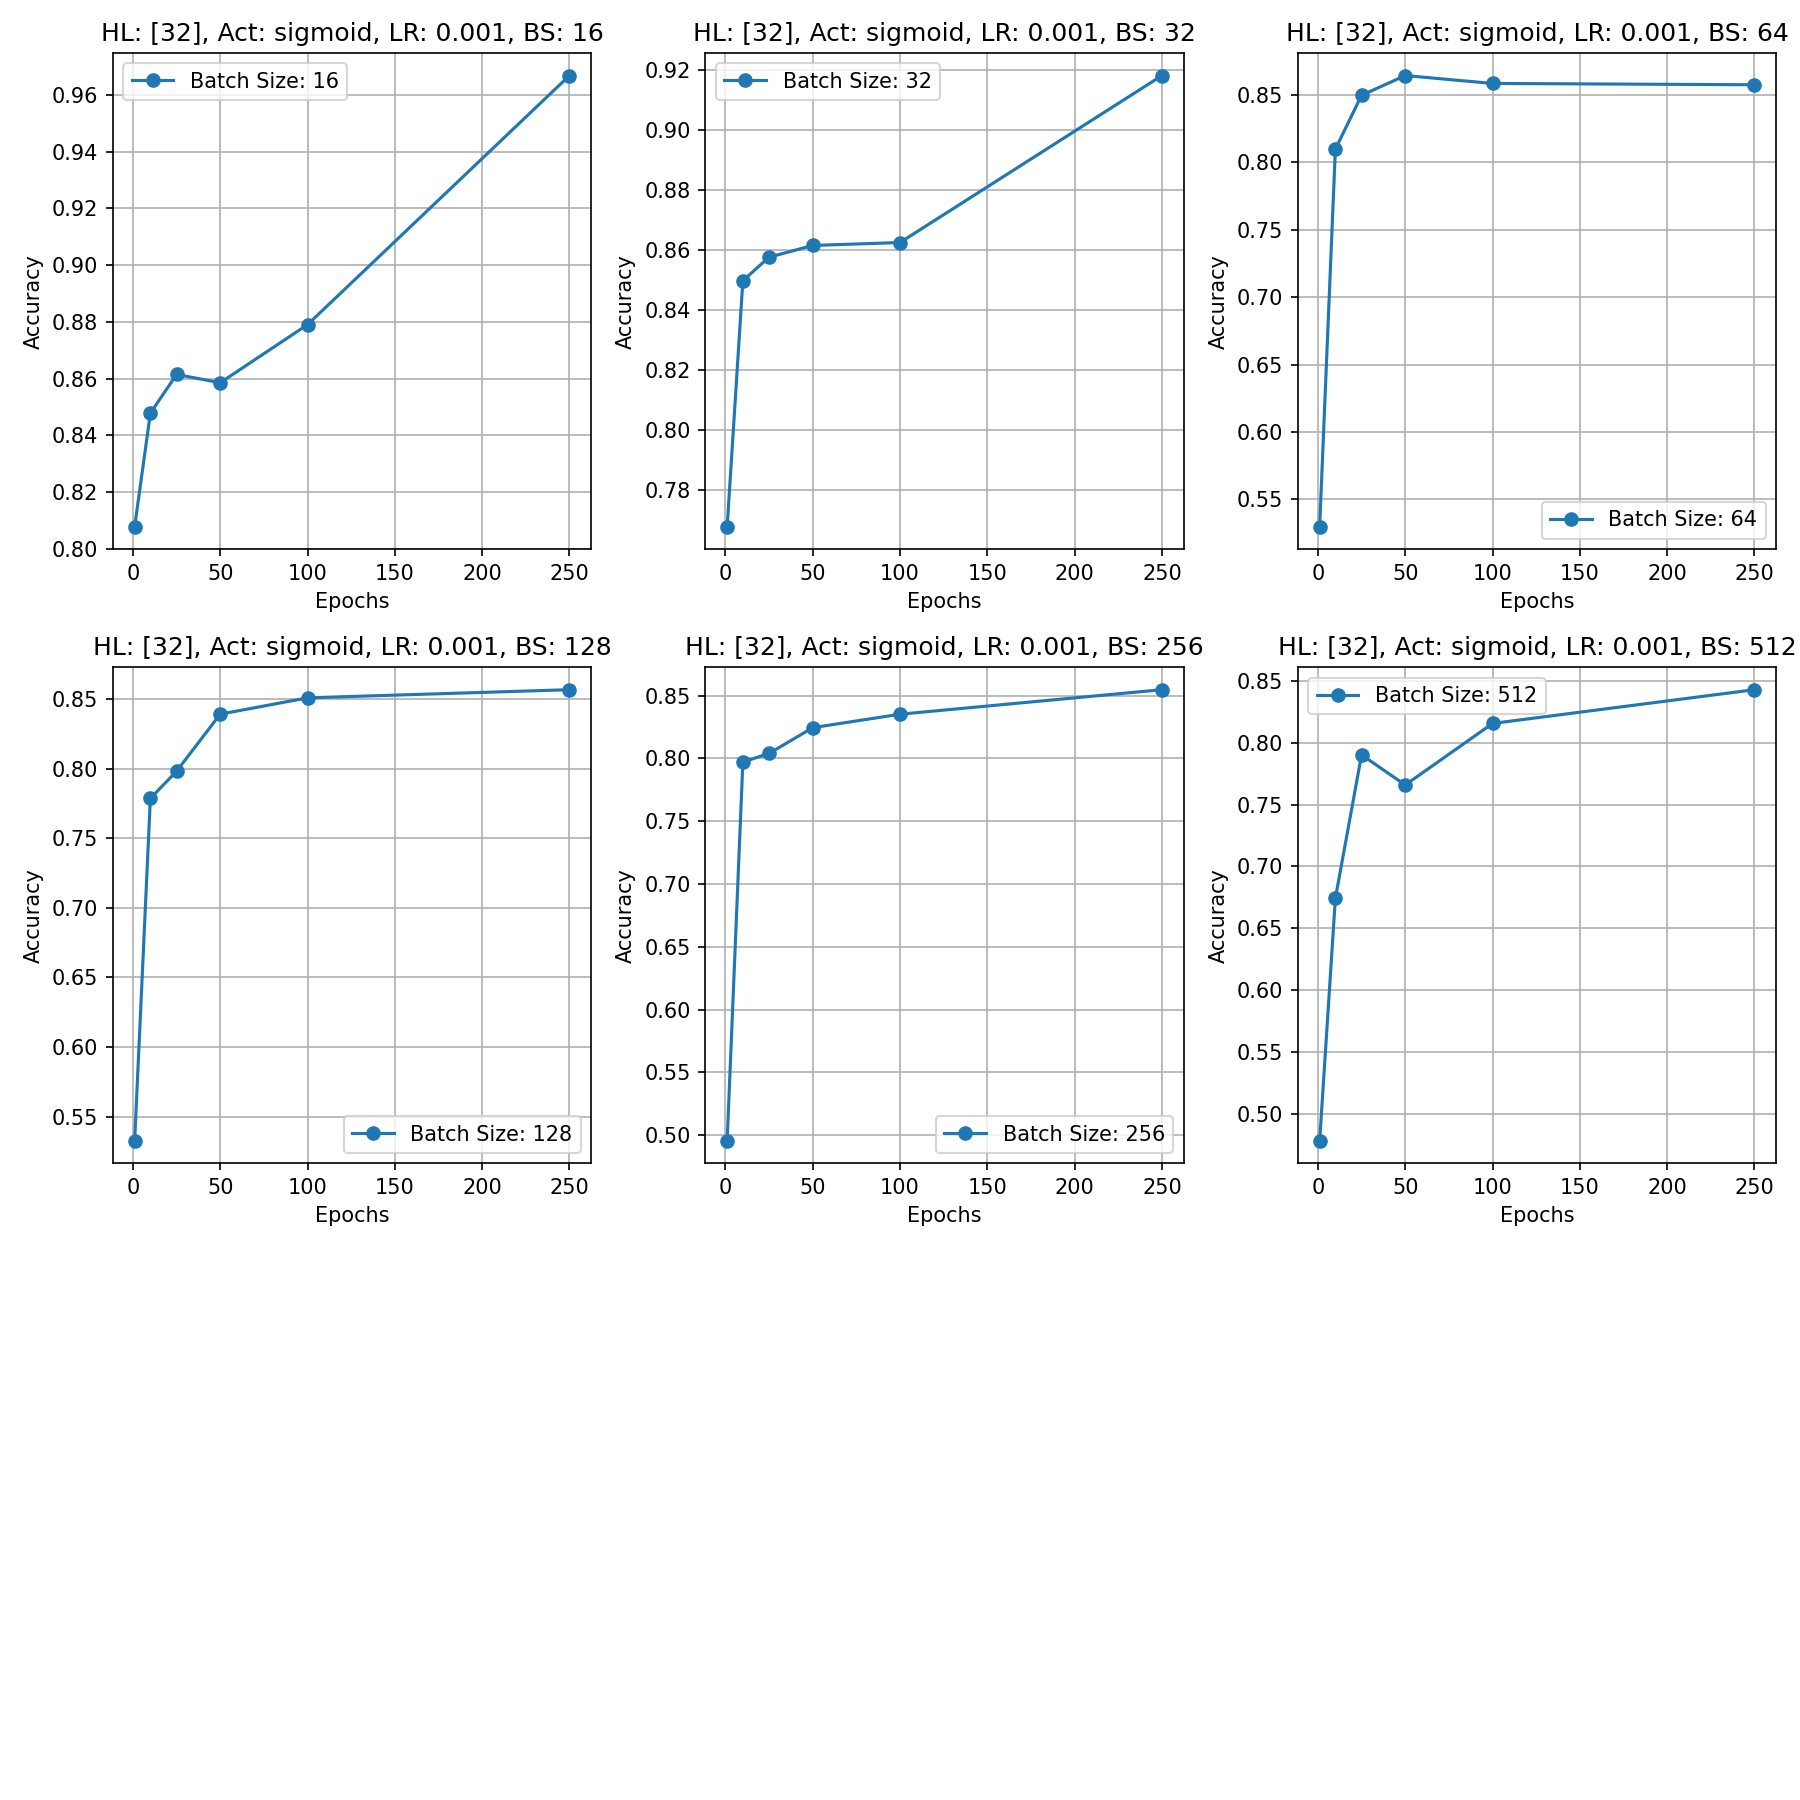 HL: [32], Act: sigmoid, LR: 0.001, BS: 16
Batch Size: 16
0.96
0.94
0.92
0.90
0.88
0.86
0.84
0.82
0.80
Accuracy
0 50 100 150 200 250
Epochs
HL: [32], Act: sigmoid, LR: 0.001, BS: 32
Batch Size: 32
0.92
0.90
0.88
0.86
0.84
0.82
0.80
0.78
Accuracy
0 50 100 150 200 250
Epochs
HL: [32], Act: sigmoid, LR: 0.001, BS: 64
0.85
0.80
0.75
0.70
0.65
0.60
0.55
Accuracy
Batch Size: 64
0 50 100 150 200 250
Epochs
HL: [32], Act: sigmoid, LR: 0.001, BS: 128
0.85
0.80
0.75
0.70
0.65
0.60
0.55
Accuracy
Batch Size: 128
0 50 100 150 200 250
Epochs
HL: [32], Act: sigmoid, LR: 0.001, BS: 256
0.85
0.80
0.75
0.70
0.65
0.60
0.55
0.50
Accuracy
Batch Size: 256
0 50 100 150 200 250
Epochs
HL: [32], Act: sigmoid, LR: 0.001, BS: 512
Batch Size: 512
0.85
0.80
0.75
0.70
0.65
0.60
0.55
0.50
Accuracy
0 50 100 150 200 250
Epochs